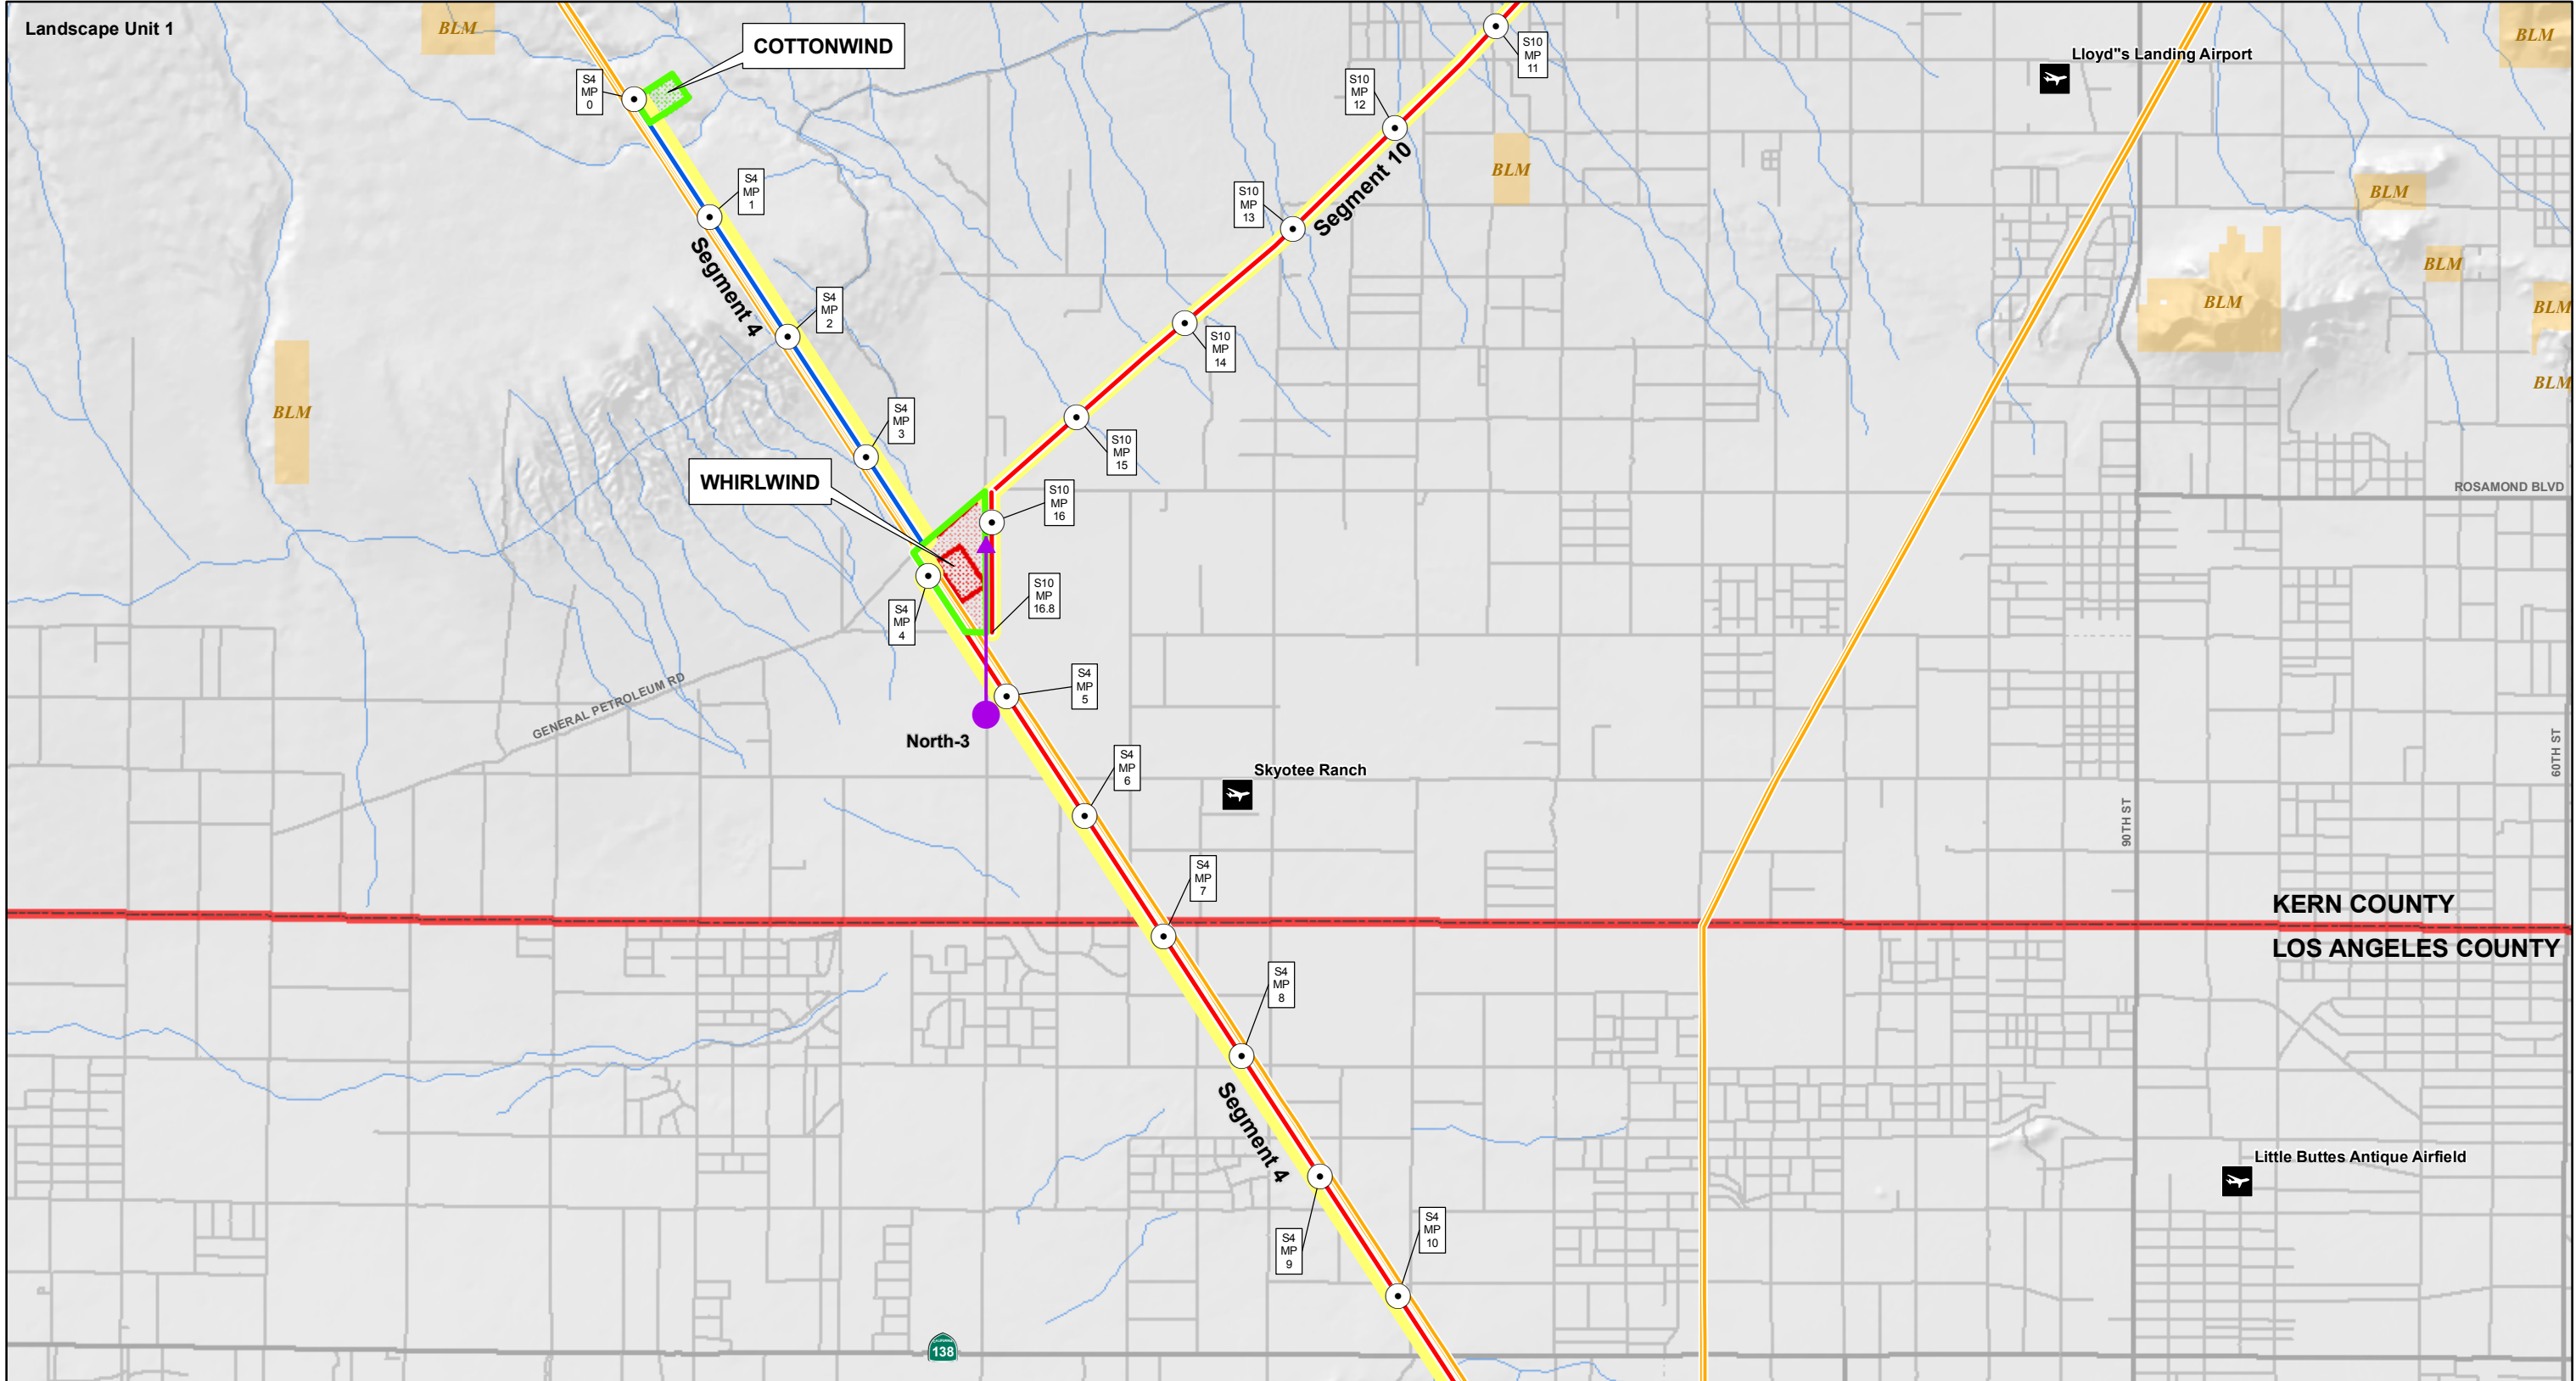 Landscape Unit 1
BLM
COTTONWIND
S10
MP
11
Lloyd"s Landing Airport
BLM
S4
MP
0
S10
MP
12
BLM
Segment 10
S4
MP
1
S10
MP
13
BLM
Segment 4
S4
MP
2
BLM
BLM
BLM
S10
MP
14
BLM
BLM
S4
MP
3
S10
MP
15
WHIRLWIND
S10
MP
16
ROSAMOND BLVD
S10
MP
16.8
S4
MP
4
GENERAL PETROLEUM RD
S4
MP
5
North-3
S4
MP
6
Skyotee Ranch
60TH ST
90TH ST
S4
MP
7
KERN COUNTY
LOS ANGELES COUNTY
S4
MP
8
Segment 4
Little Buttes Antique Airfield
S4
MP
9
S4
MP
10
CALIFORNIA
138